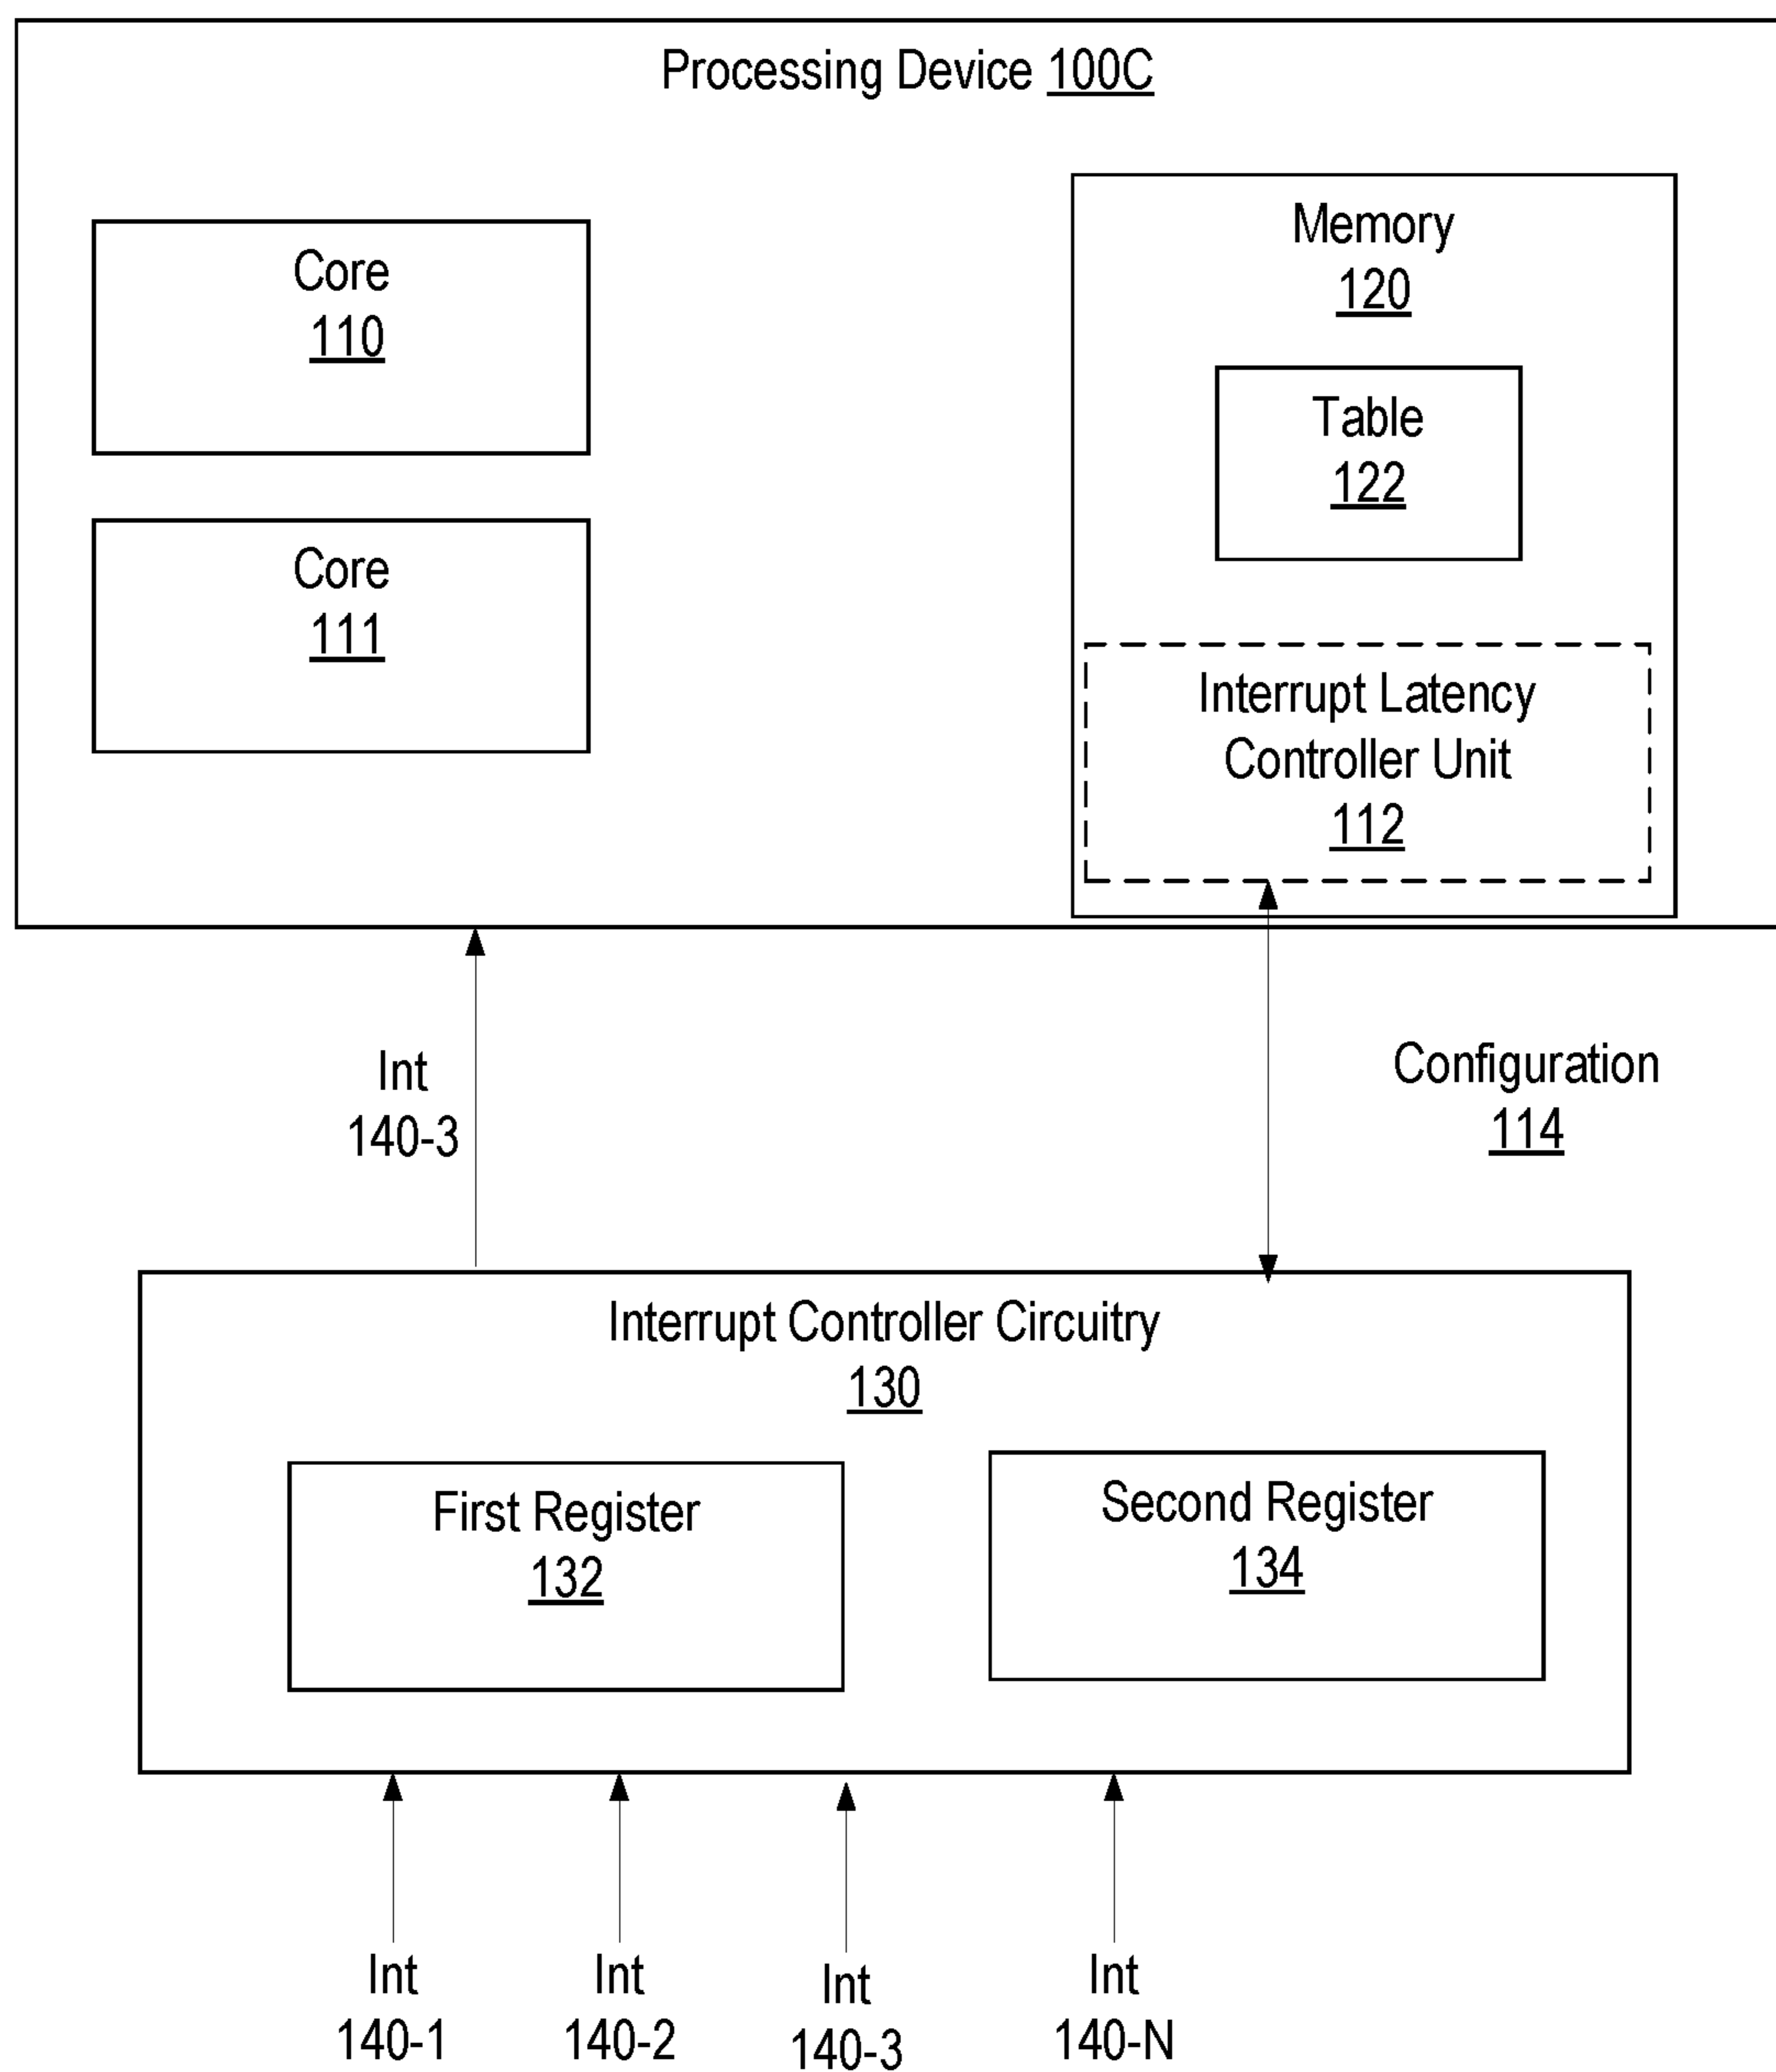 Processing Device 100C
Core
110
Core
111
Memory
120
Table
122
Interrupt Latency
Controller Unit
112
Int
140-3
Configuration
114
Interrupt Controller Circuitry
130
First Register
132
Second Register
134
Int
140-1
Int
140-2
Int
140-3
Int
140-N